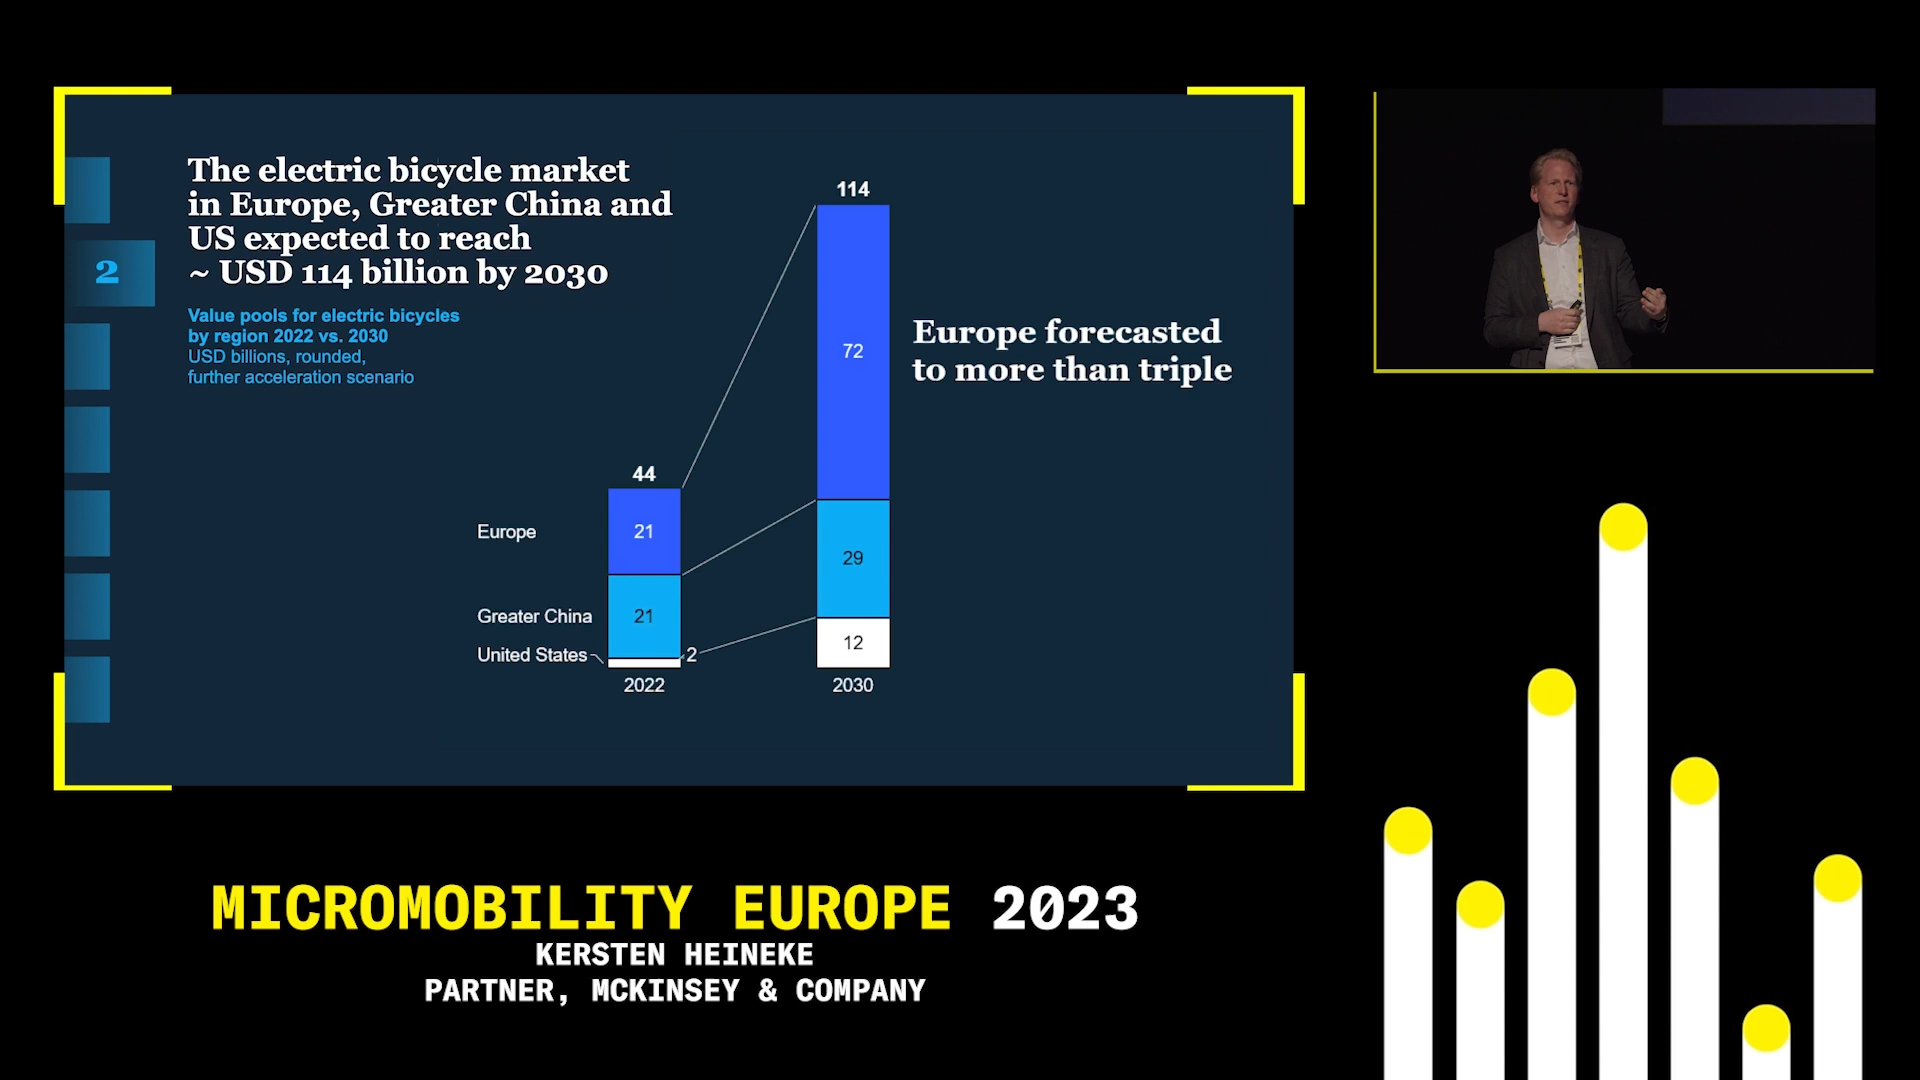 The electric bicycle market
in Europe, Greater China and
US expected to reach
~ USD 114 billion by 2030
2
Value pools for electric bicycles
by region 2022 vs. 2030
USD billions, rounded,
further acceleration scenario
114
72
Europe forecasted
to more than triple
44
Europe
21
29
Greater China
21
United States
2
12
2022
2030
MICROMOBILITY EUROPE 2023
KERSTEN HEINEKE
PARTNER, MCKINSEY & COMPANY